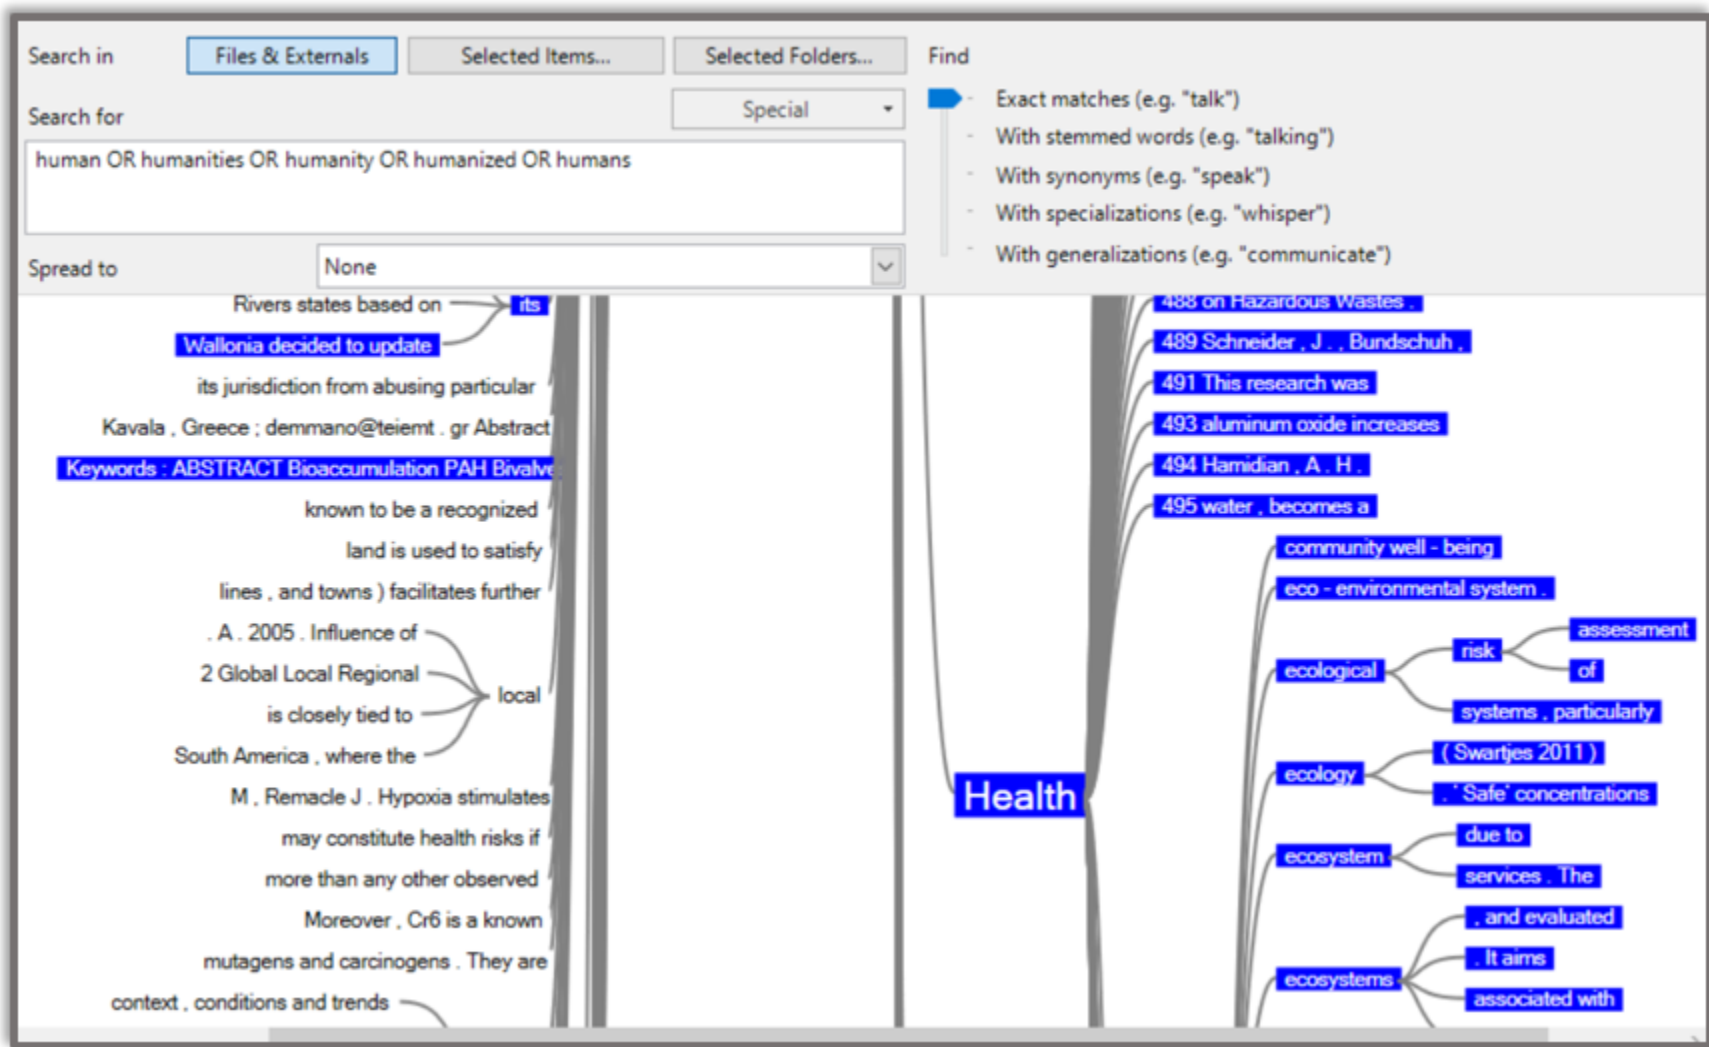 Search in
Files & Externals
Selected Items...
Selected Folders...
Find
Search for
Special
human OR humanities OR humanity OR humanized OR humans
Spread to
None
Exact matches (e.g. "talk")
With stemmed words (e.g. "talking")
With synonyms (e.g. "speak")
With specializations (e.g. "whisper")
With generalizations (e.g. "communicate")
Rivers states based on
its
Wallonia decided to update
its jurisdiction from abusing particular
Kavala , Greece ; demmano@teiemt . gr Abstract
Keywords : ABSTRACT Bioaccumulation PAH Bivalve
known to be a recognized
land is used to satisfy
lines , and towns ) facilitates further
. A . 2005 . Influence of
2 Global Local Regional
local
is closely tied to
South America , where the
M , Remacle J . Hypoxia stimulates
may constitute health risks if
more than any other observed
Moreover , Cr6 is a known
mutagens and carcinogens . They are
context , conditions and trends
Health
488 on Hazardous Wastes .
489 Schneider , J . , Bundschuh ,
491 This research was
493 aluminum oxide increases
494 Hamidian , A . H .
495 water , becomes a
community well - being
eco - environmental system .
ecological
risk
assessment
of
systems , particularly
ecology
( Swartjes 2011 )
. ' Safe' concentrations
ecosystem
due to
services . The
ecosystems
, and evaluated
. It aims
associated with